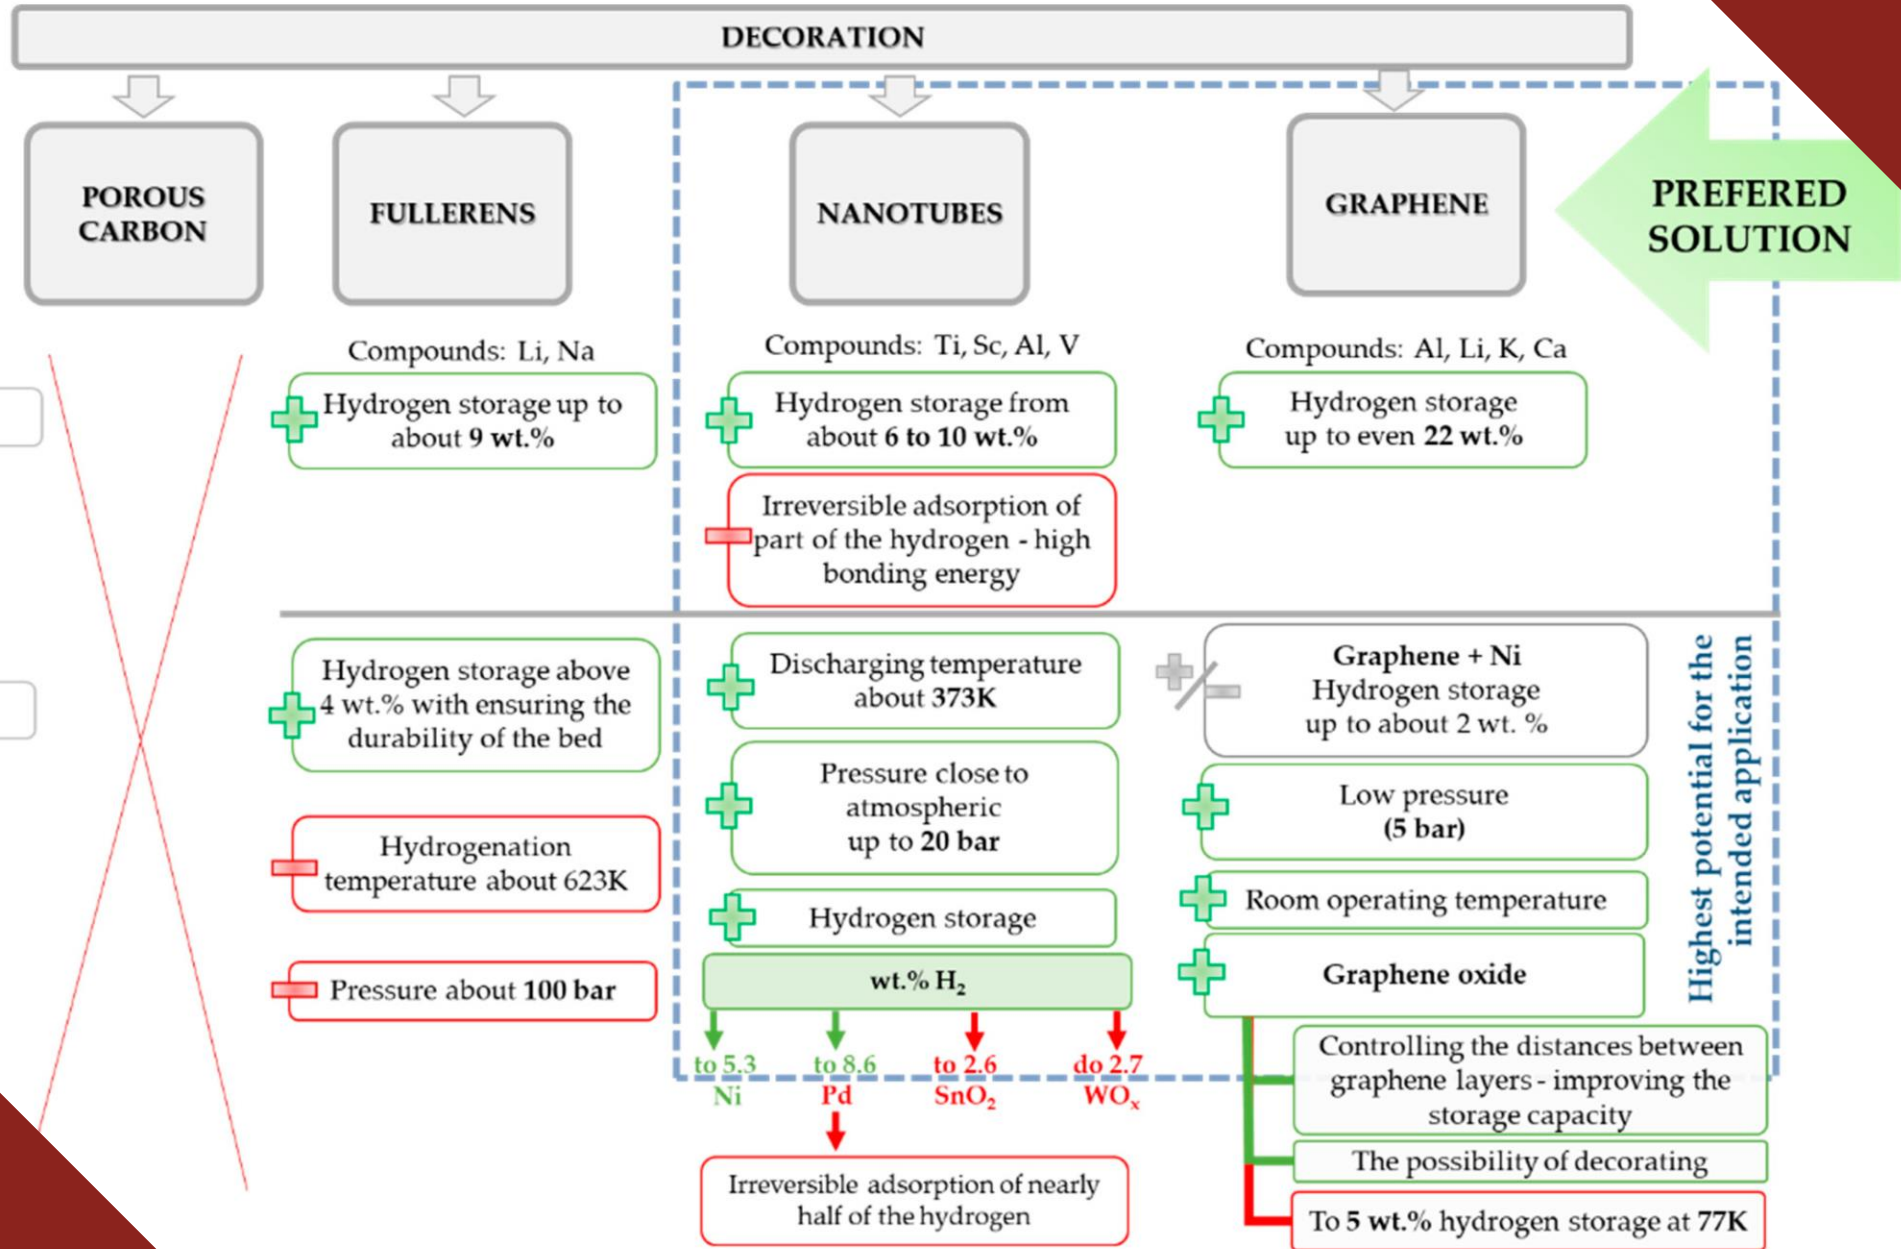 DECORATION
POROUS
CARBON
FULLERENS
NANOTUBES
GRAPHENE
PREFERED
SOLUTION
Compounds: Li, Na
Hydrogen storage up to
about 9 wt.%
Compounds: Ti, Sc, Al, V
Hydrogen storage from
about 6 to 10 wt.%
Irreversible adsorption of
part of the hydrogen - high
bonding energy
Compounds: Al, Li, K, Ca
Hydrogen storage
up to even 22 wt.%
Hydrogen storage above
4 wt.% with ensuring the
durability of the bed
Hydrogenation
temperature about 623K
Pressure about 100 bar
Discharging temperature
about 373K
Pressure close to
atmospheric
up to 20 bar
Hydrogen storage
wt.% H₂
to 5.3
Ni
to 8.6
Pd
to 2.6
SnO₂
do 2.7
WOₓ
Irreversible adsorption of nearly
half of the hydrogen
Graphene + Ni
Hydrogen storage
up to about 2 wt. %
Low pressure
(5 bar)
Room operating temperature
Graphene oxide
Controlling the distances between
graphene layers - improving the
storage capacity
The possibility of decorating
To 5 wt.% hydrogen storage at 77K
Highest potential for the
intended application